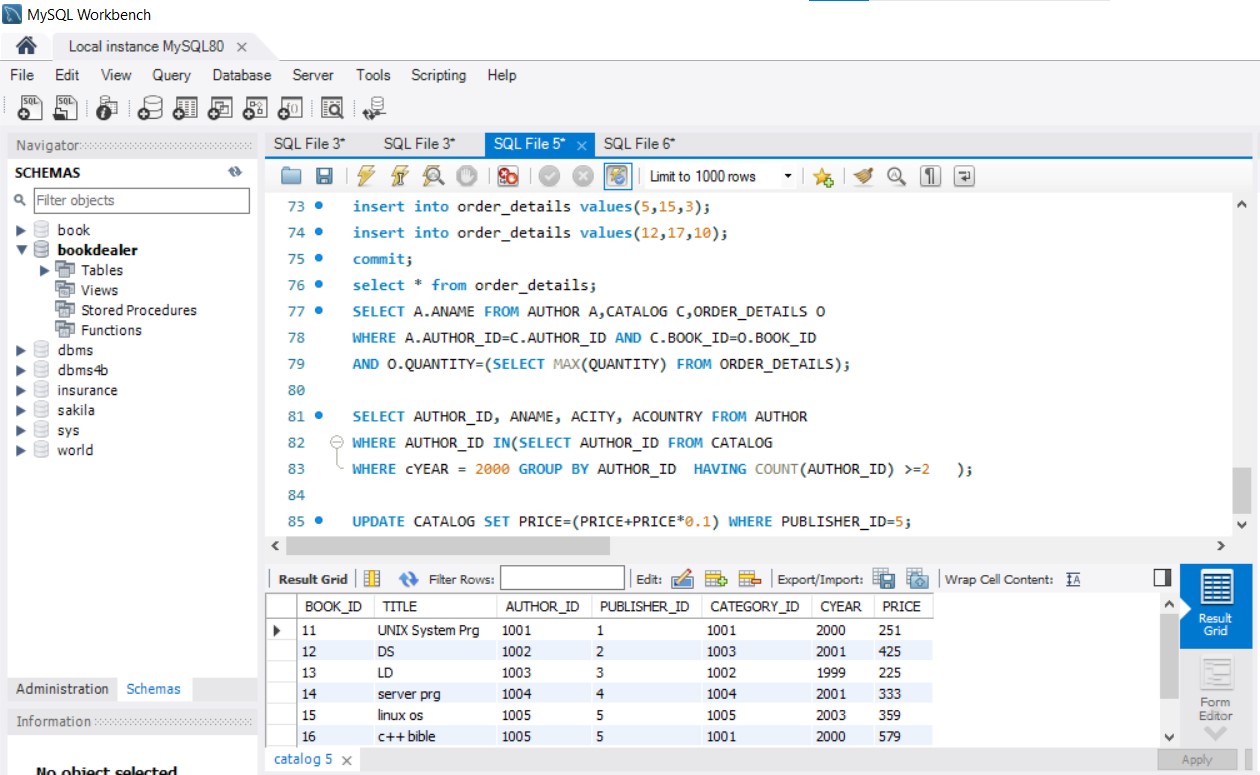 MySQL Workbench
Local instance MySQL80
File Edit View Query Database Server Tools Scripting Help
SQL SQL
Navigator
SQL File 3* SQL File 3* SQL File 5* SQL File 6*
SCHEMAS
Limit to 1000 rows
Filter objects
book
bookdealer
Tables
Views
Stored Procedures
Functions
dbms
dbms4b
insurance
sakila
sys
world
73 insert into order_details values(5,15,3);
74 insert into order_details values(12,17,10);
75 commit;
76 select * from order_details;
77 SELECT A.ANAME FROM AUTHOR A,CATALOG C,ORDER_DETAILS O
78 WHERE A.AUTHOR_ID=C.AUTHOR_ID AND C.BOOK_ID=O.BOOK_ID
79 AND O.QUANTITY=(SELECT MAX(QUANTITY) FROM ORDER_DETAILS);
80
81 SELECT AUTHOR_ID, ANAME, ACITY, ACOUNTRY FROM AUTHOR
82 WHERE AUTHOR_ID IN(SELECT AUTHOR_ID FROM CATALOG
83 WHERE cYEAR = 2000 GROUP BY AUTHOR_ID  HAVING COUNT(AUTHOR_ID) >=2   );
84
85 UPDATE CATALOG SET PRICE=(PRICE+PRICE*0.1) WHERE PUBLISHER_ID=5;
Result Grid Filter Rows: Edit: Export/Import: Wrap Cell Content: IA
BOOK_ID TITLE AUTHOR_ID PUBLISHER_ID CATEGORY_ID CYEAR PRICE
11 UNIX System Prg 1001 1 1001 2000 251
12 DS 1002 2 1003 2001 425
13 LD 1003 3 1002 1999 225
14 server prg 1004 4 1004 2001 333
15 linux os 1005 5 1005 2003 359
16 c++ bible 1005 5 1001 2000 579
Result
Grid
Form
Editor
Administration Schemas
Information
No object selected
catalog 5
Apply